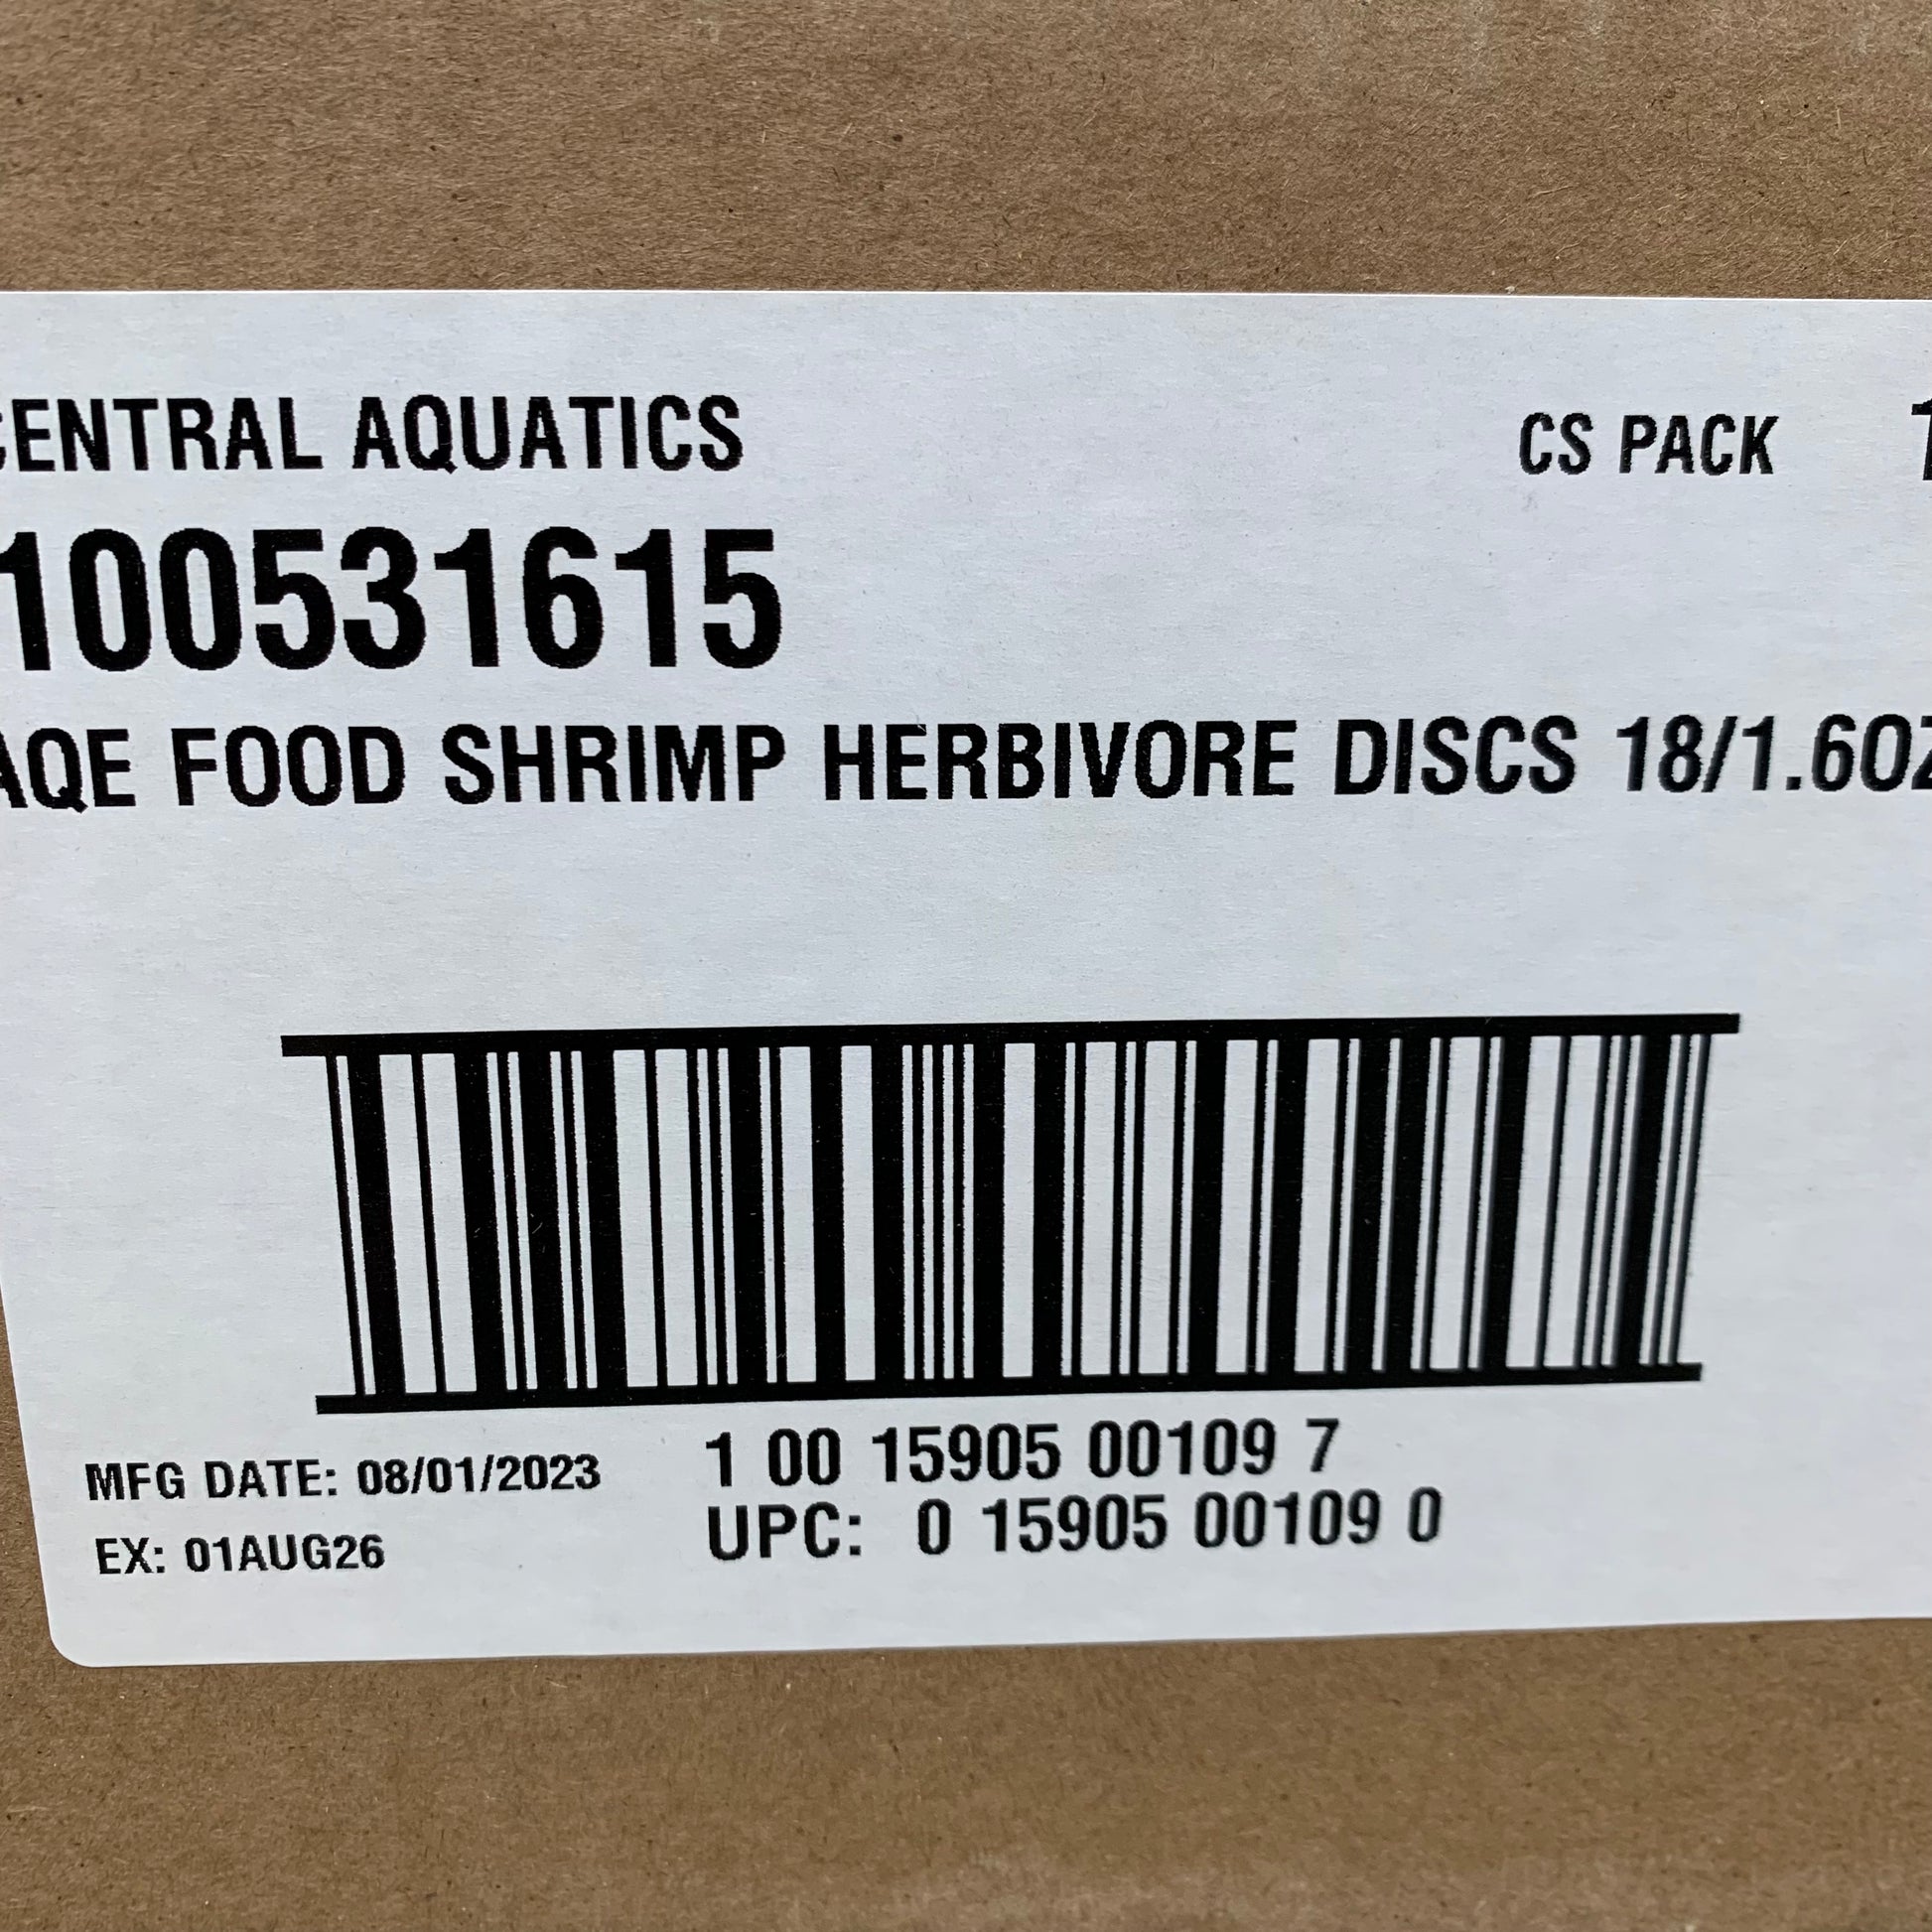 CENTRAL AQUATICS CS PACK 1
100531615
AQE FOOD SHRIMP HERBIVORE DISCS 18/1.6OZ
1 00 15905 00109 7
MFG DATE: 08/01/2023
UPC: 0 15905 00109 0
EX: 01AUG26